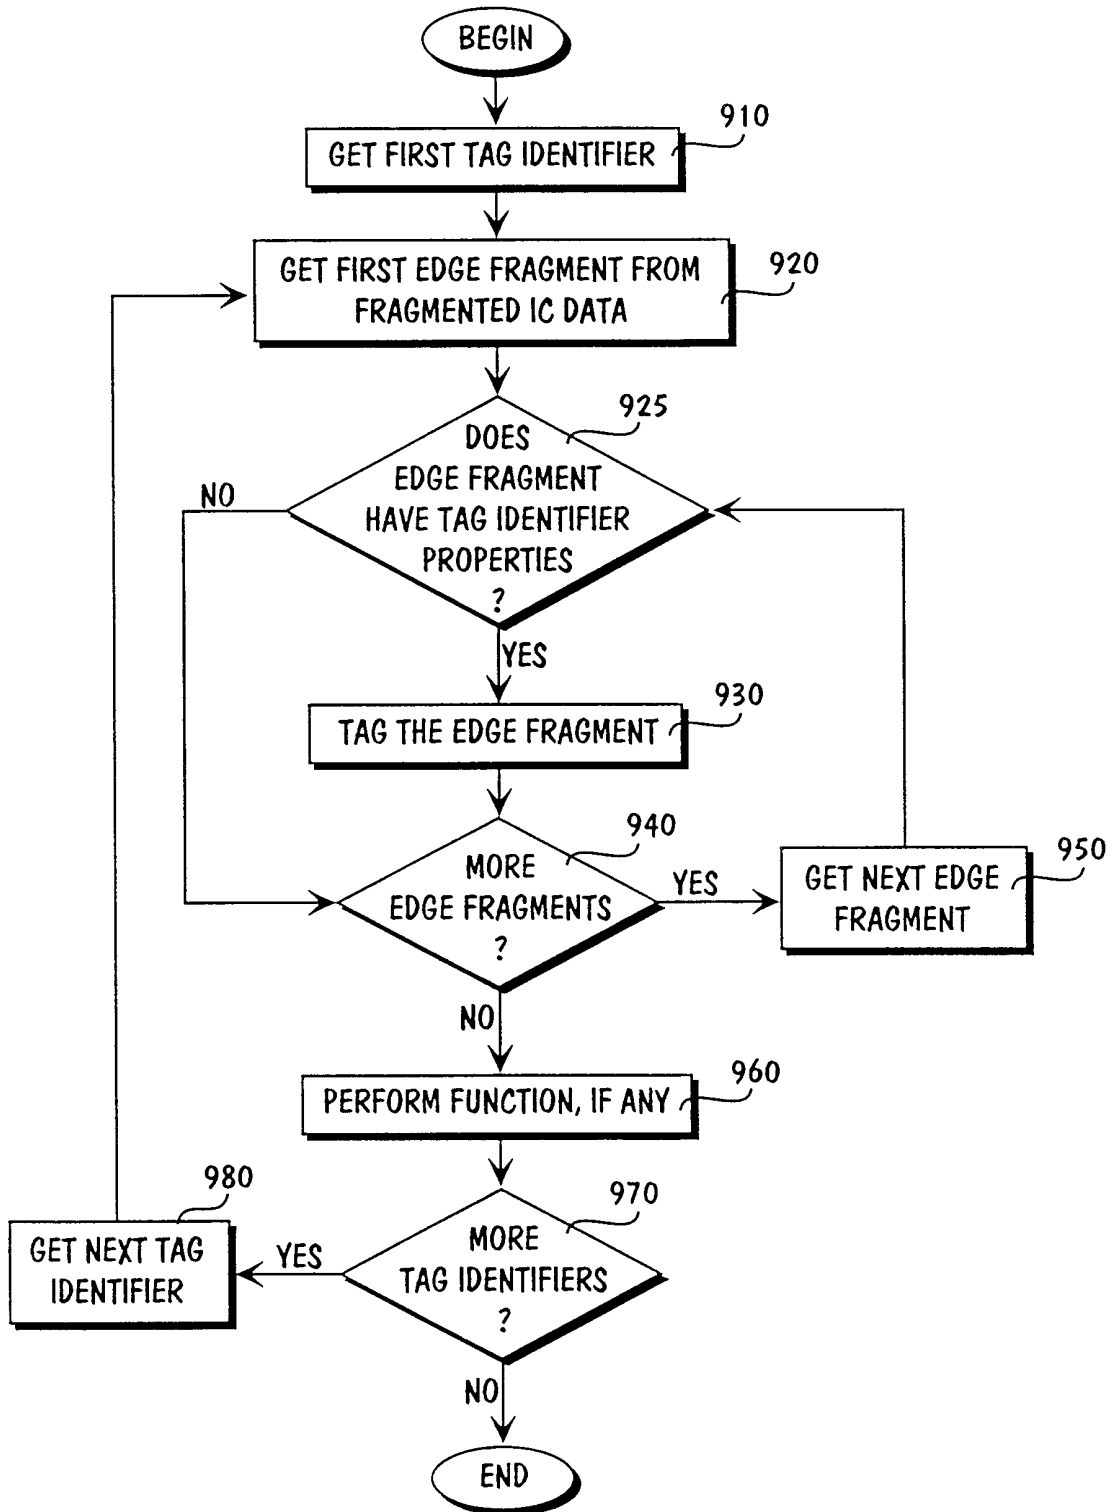 BEGIN
910
GET FIRST TAG IDENTIFIER
920
GET FIRST EDGE FRAGMENT FROM
FRAGMENTED IC DATA
925
DOES
EDGE FRAGMENT
HAVE TAG IDENTIFIER
PROPERTIES
?
NO
YES
930
TAG THE EDGE FRAGMENT
940
MORE
EDGE FRAGMENTS
?
YES
950
GET NEXT EDGE
FRAGMENT
NO
960
PERFORM FUNCTION, IF ANY
970
MORE
TAG IDENTIFIERS
?
YES
980
GET NEXT TAG
IDENTIFIER
NO
END